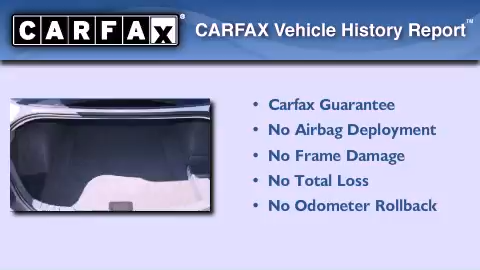 CARFAX®
CARFAX Vehicle History Report™
• Carfax Guarantee
• No Airbag Deployment
• No Frame Damage
• No Total Loss
• No Odometer Rollback